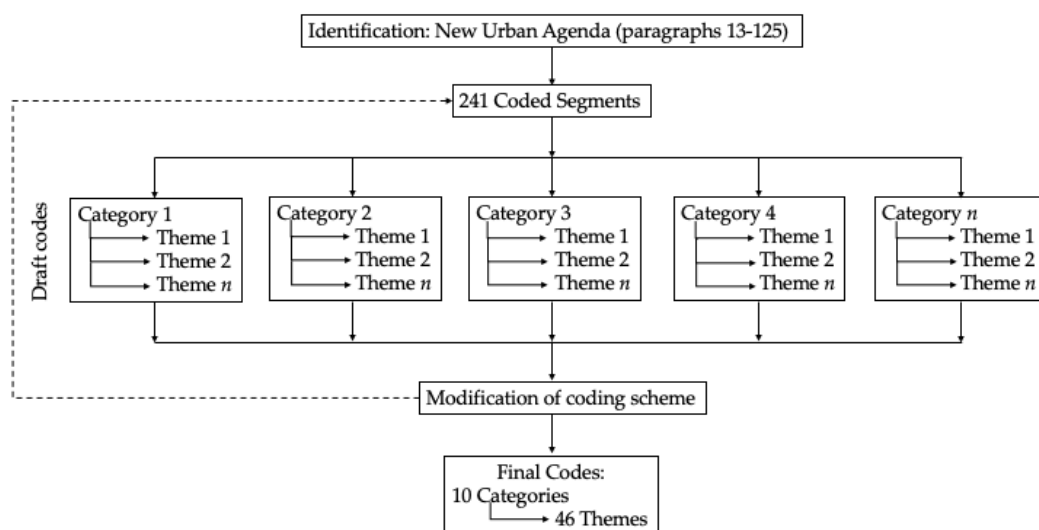 Identification: New Urban Agenda (paragraphs 13-125)
241 Coded Segments
Draft codes
Category 1
Theme 1
Theme 2
Theme n
Category 2
Theme 1
Theme 2
Theme n
Category 3
Theme 1
Theme 2
Theme n
Category 4
Theme 1
Theme 2
Theme n
Category n
Theme 1
Theme 2
Theme n
Modification of coding scheme
Final Codes:
10 Categories
46 Themes